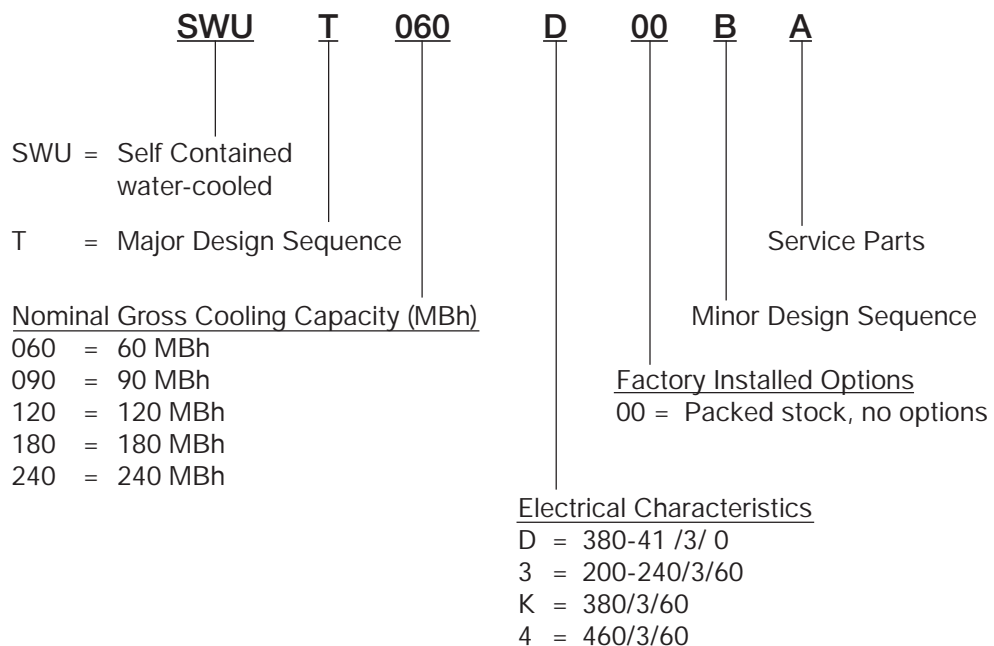 SWU T 060 D 00 B A
SWU = Self Contained
water-cooled
T = Major Design Sequence
Service Parts
Nominal Gross Cooling Capacity (MBh)
060 = 60 MBh
090 = 90 MBh
120 = 120 MBh
180 = 180 MBh
240 = 240 MBh
Minor Design Sequence
Factory Installed Options
00 = Packed stock, no options
Electrical Characteristics
D = 380-41 /3/ 0
3 = 200-240/3/60
K = 380/3/60
4 = 460/3/60